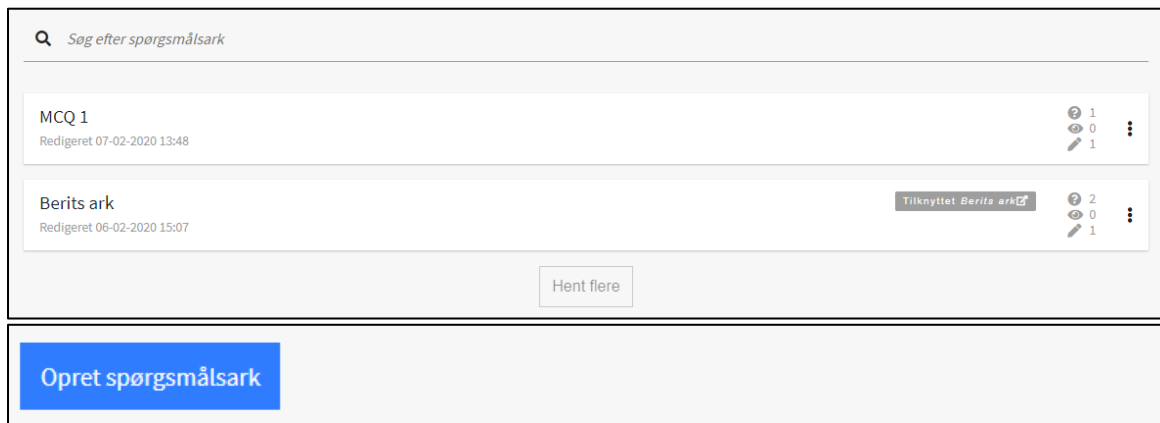 Søg efter spørgsmålsark
MCQ 1
Redigeret 07-02-2020 13:48
1
0
1
Berits ark
Redigeret 06-02-2020 15:07
Tilknyttet Berits ark
2
0
1
Hent flere
Opret spørgsmålsark